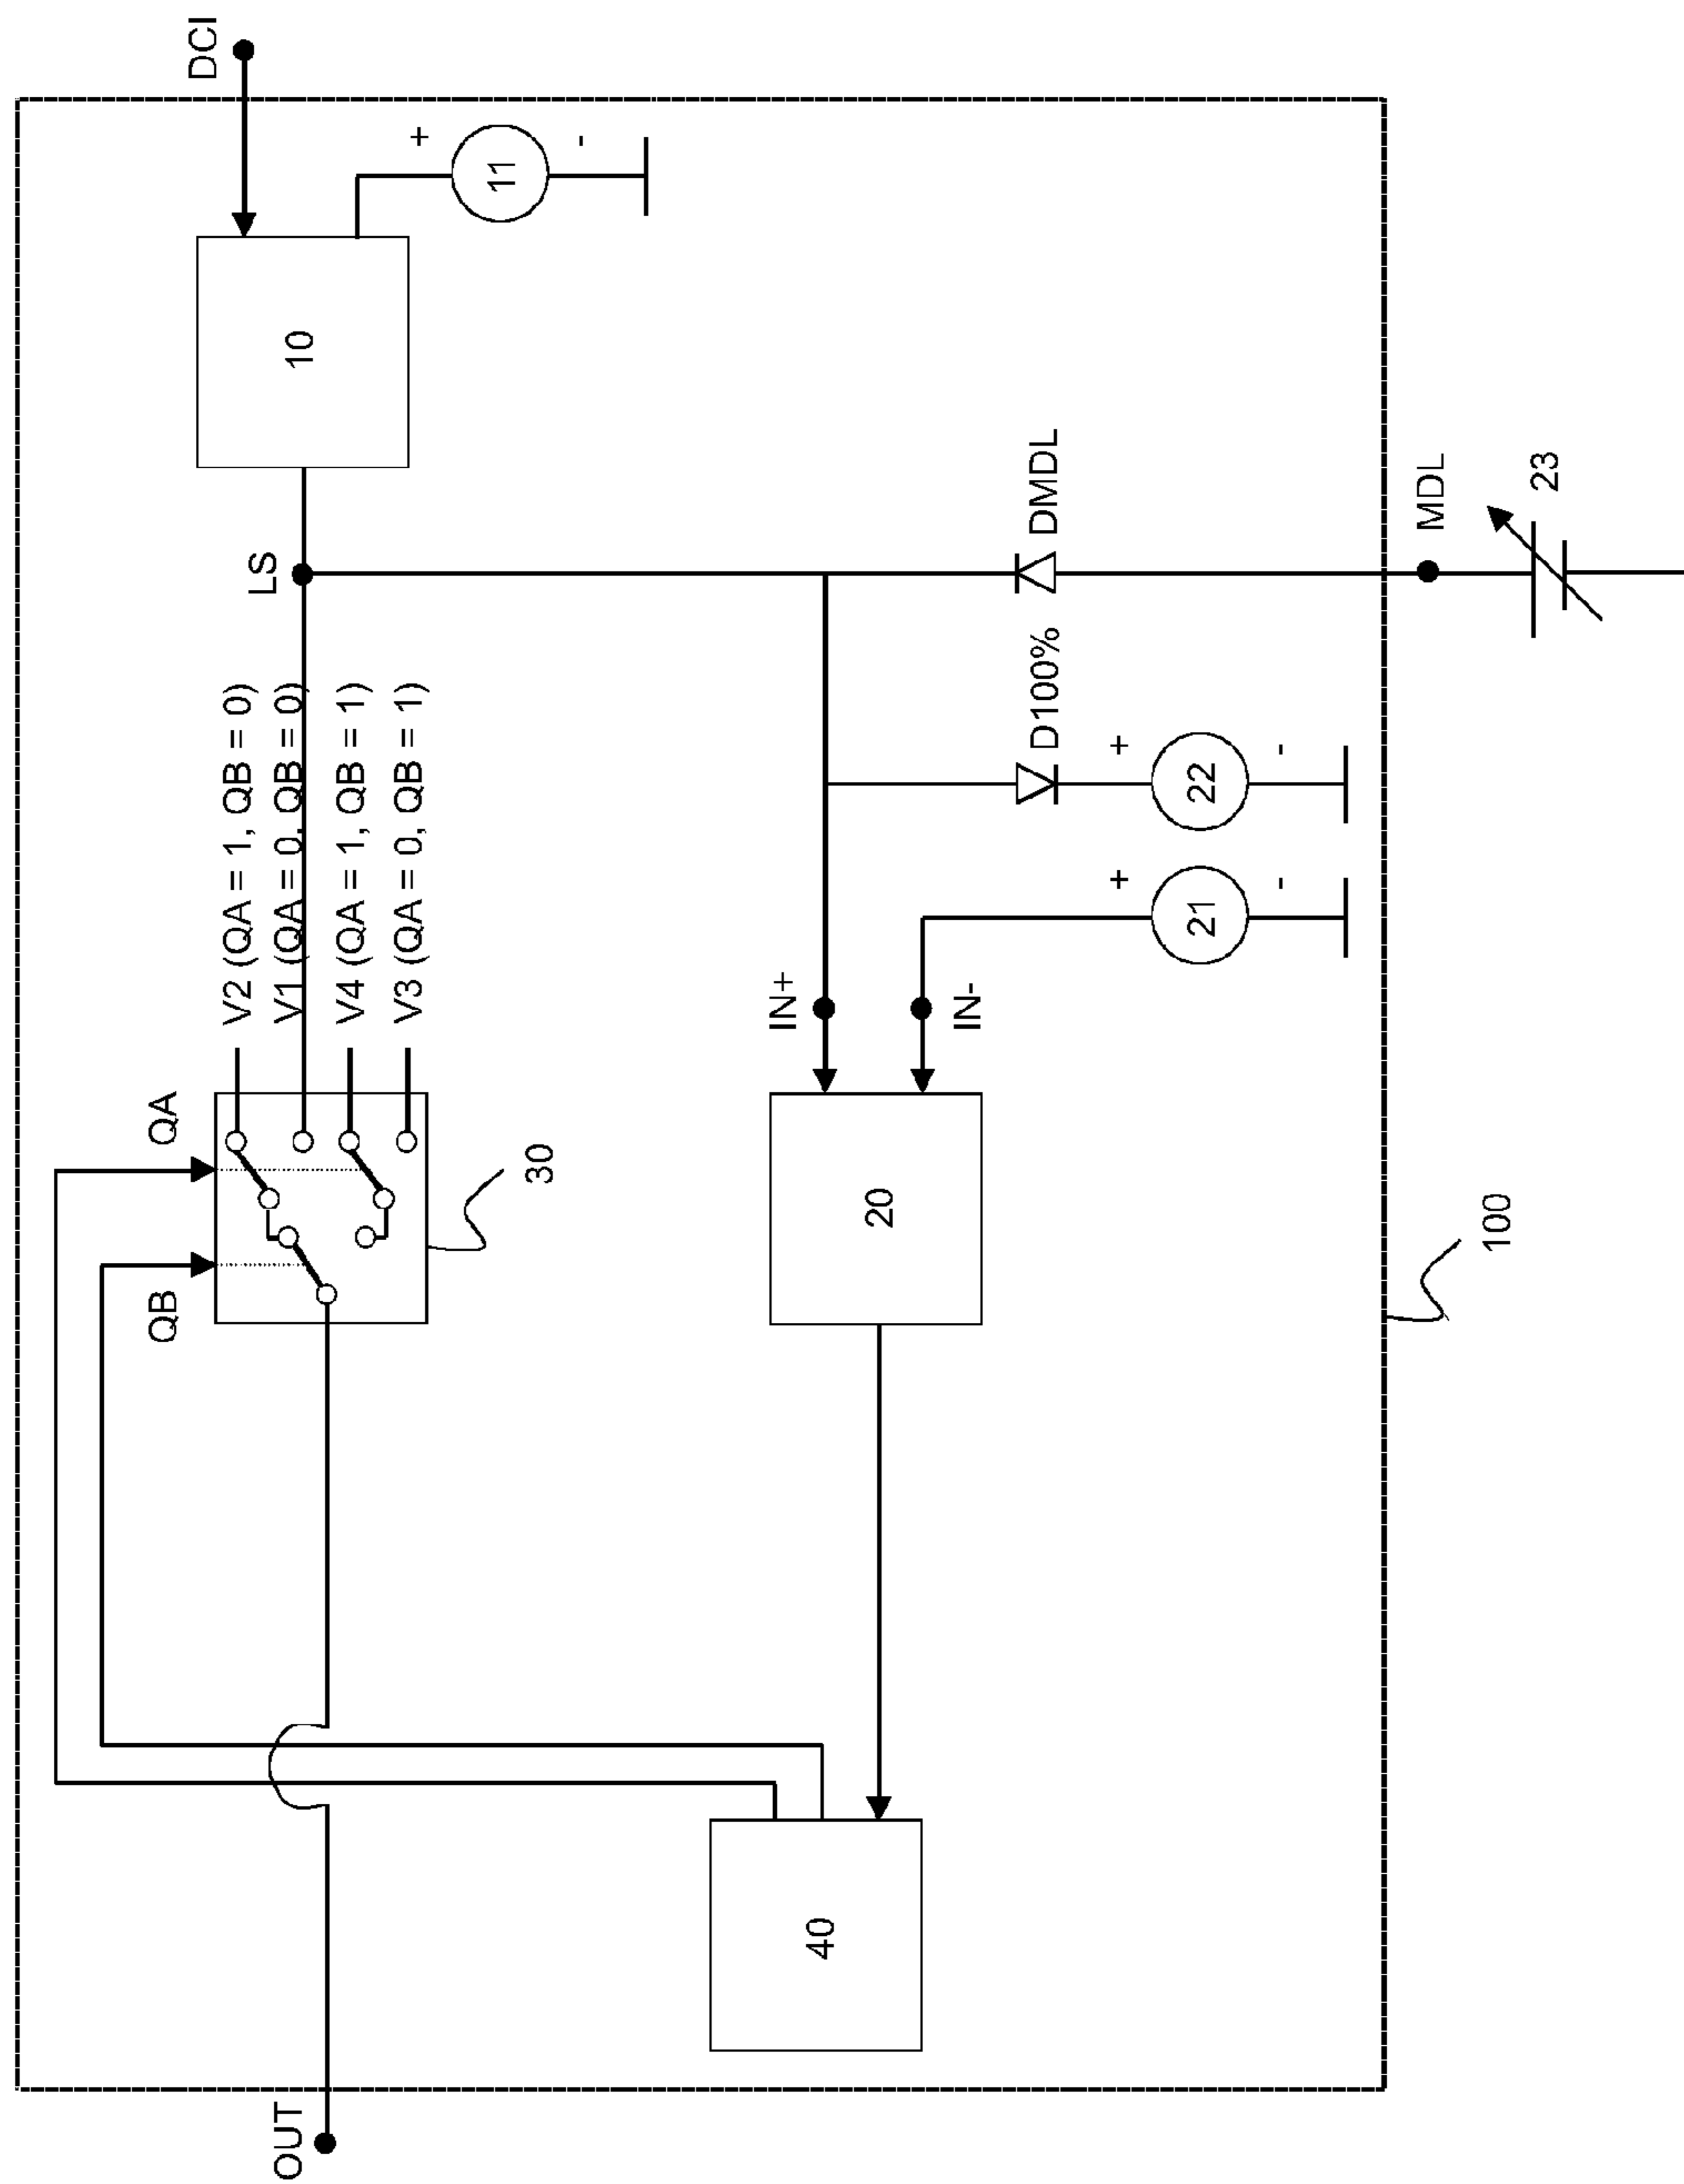 DCI
+
11
-
10
LS
V2 (QA = 1, QB = 0)
V1 (QA = 0, QB = 0)
V4 (QA = 1, QB = 1)
V3 (QA = 0, QB = 1)
QA
QB
30
OUT
DMDL
D100%
MDL
23
+
22
-
+
21
-
IN+
IN-
20
40
100